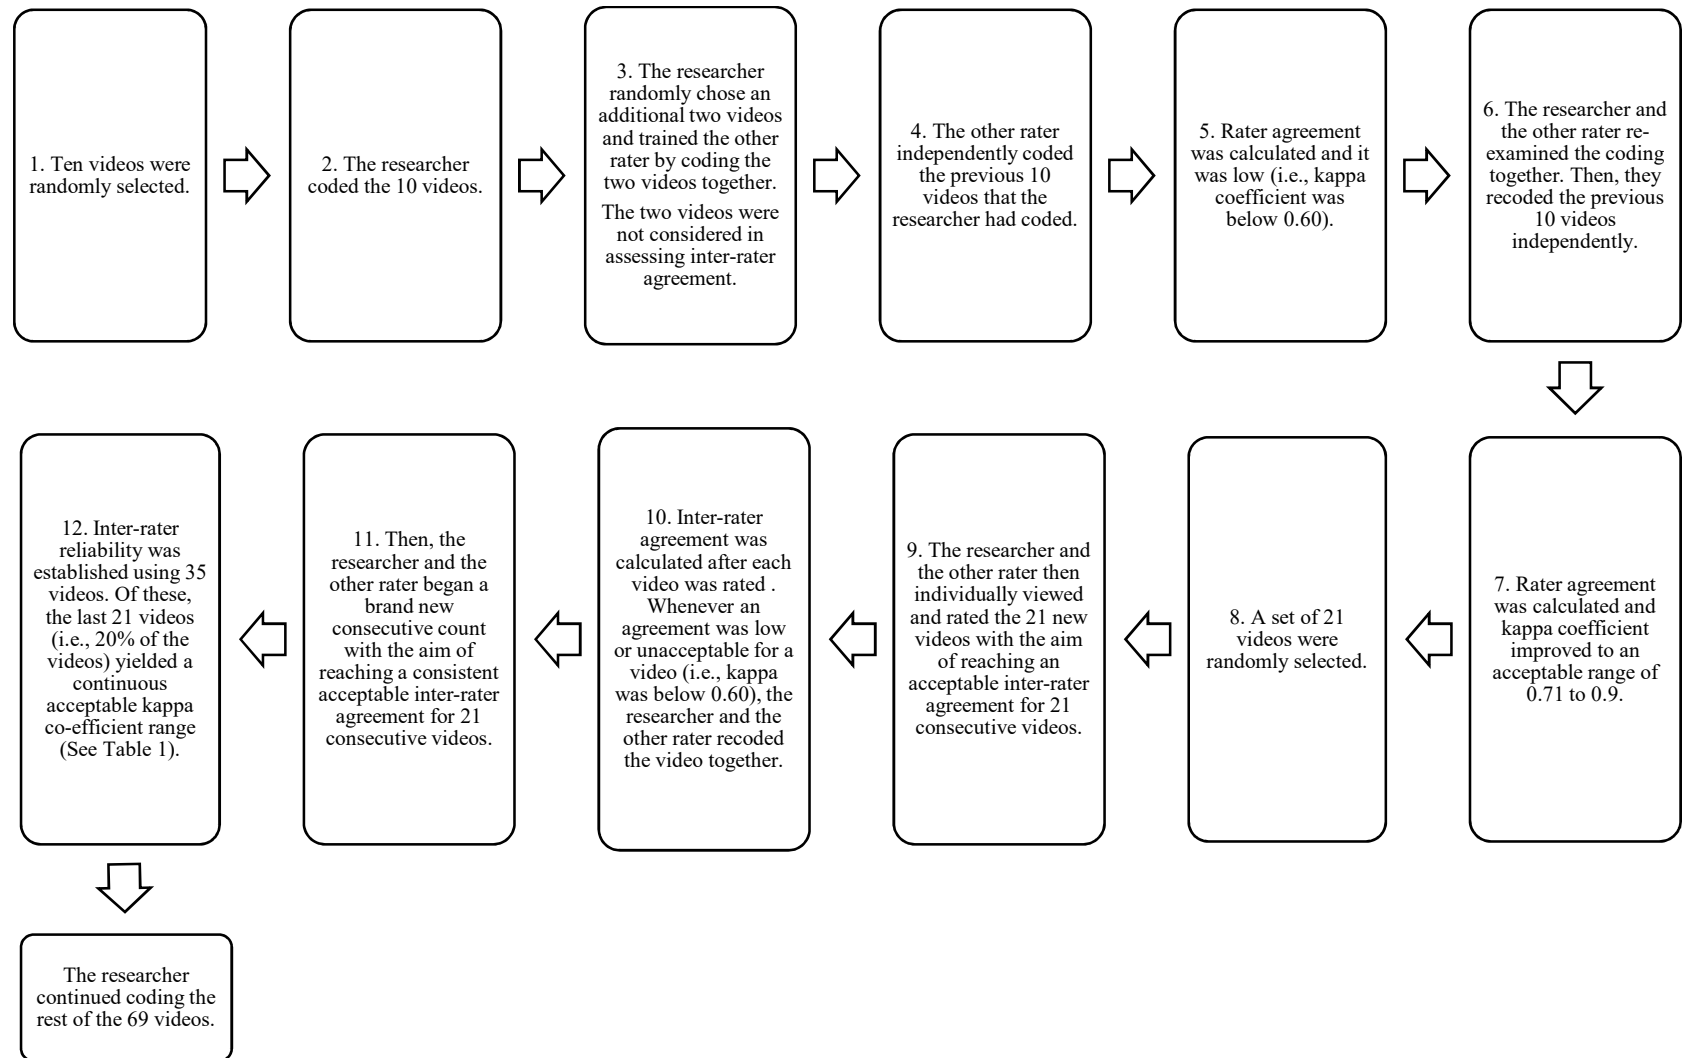 1. Ten videos were
randomly selected.
2. The researcher
coded the 10 videos.
3. The researcher
randomly chose an
additional two videos
and trained the other
rater by coding the
two videos together.
The two videos were
not considered in
assessing inter-rater
agreement.
4. The other rater
independently coded
the previous 10
videos that the
researcher had coded.
5. Rater agreement
was calculated and it
was low (i.e., kappa
coefficient was
below 0.60).
6. The researcher and
the other rater re-
examined the coding
together. Then, they
recoded the previous
10 videos
independently.
7. Rater agreement
was calculated and
kappa coefficient
improved to an
acceptable range of
0.71 to 0.9.
8. A set of 21
videos were
randomly selected.
9. The researcher and
the other rater then
individually viewed
and rated the 21 new
videos with the aim
of reaching an
acceptable inter-rater
agreement for 21
consecutive videos.
10. Inter-rater
agreement was
calculated after each
video was rated .
Whenever an
agreement was low
or unacceptable for a
video (i.e., kappa
was below 0.60), the
researcher and the
other rater recoded
the video together.
11. Then, the
researcher and the
other rater began a
brand new
consecutive count
with the aim of
reaching a consistent
acceptable inter-rater
agreement for 21
consecutive videos.
12. Inter-rater
reliability was
established using 35
videos. Of these,
the last 21 videos
(i.e., 20% of the
videos) yielded a
continuous
acceptable kappa
co-efficient range
(See Table 1).
The researcher
continued coding the
rest of the 69 videos.